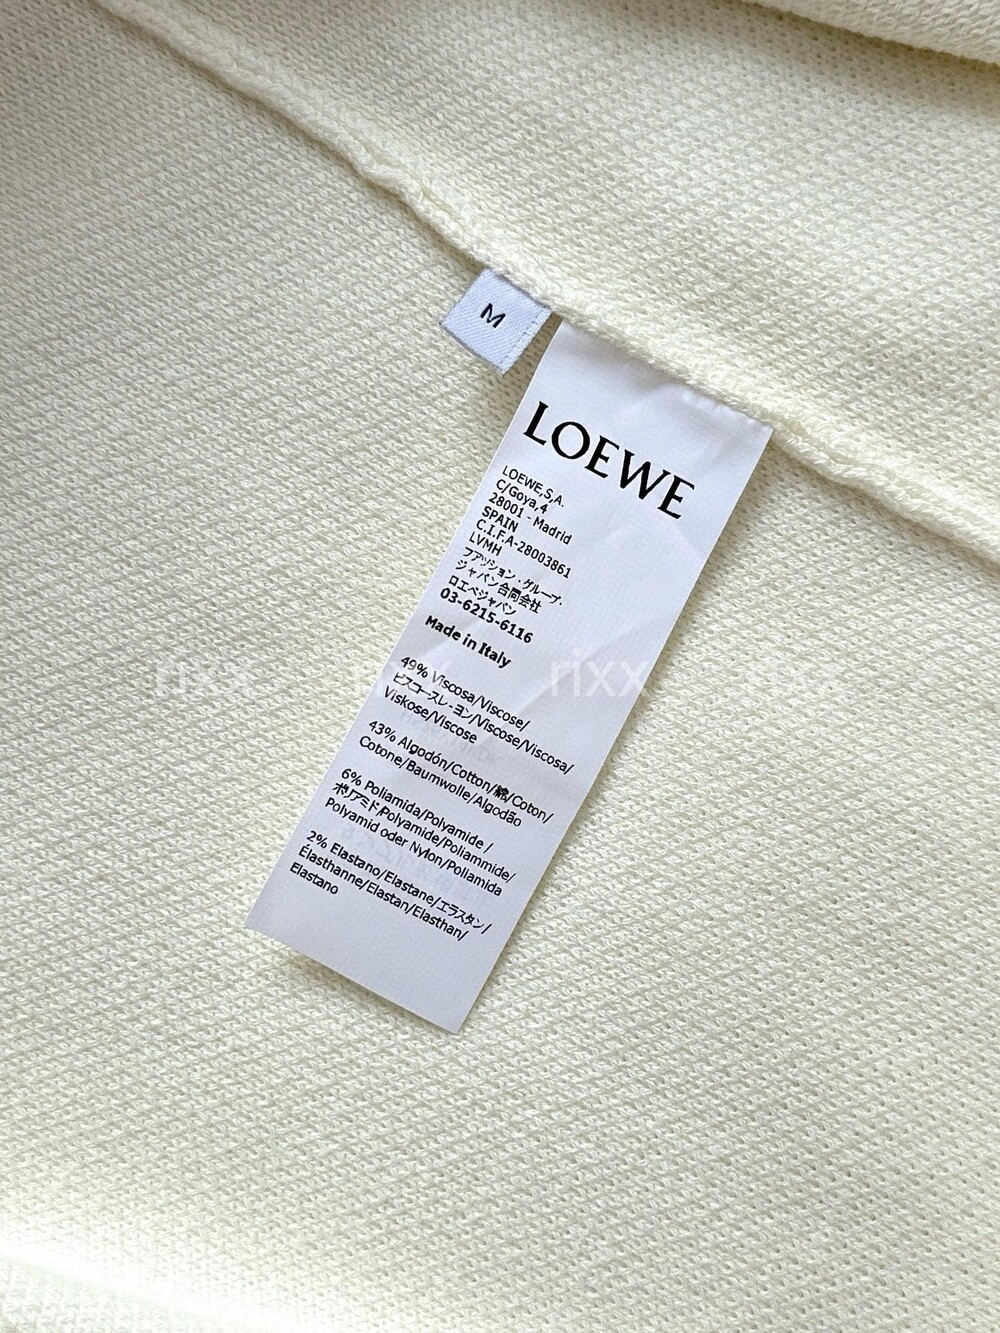 M
LOEWE
LOEWE,S,A.
C/Goya,4
28001 - Madrid
SPAIN
C.I.F.A-28003861
LVMH
ファッション・グループ・
ジャパン合同会社
ロエベジャパン
03-6215-6116
Made in Italy
rixx
49% Viscosa/Viscose/
ビスコースレーヨン/Viscose/Viscosa/
Viskose/Viscose
43% Algodón/Cotton/綿/Coton/
Cotone/Baumwolle/Algodão
6% Poliamida/Polyamide /
ポリアミド/Polyamide/Poliammide/
Polyamid oder Nylon/Poliamida
2% Elastano/Elastane/エラスタン/
Élasthanne/Elastan/Elasthan/
Elastano